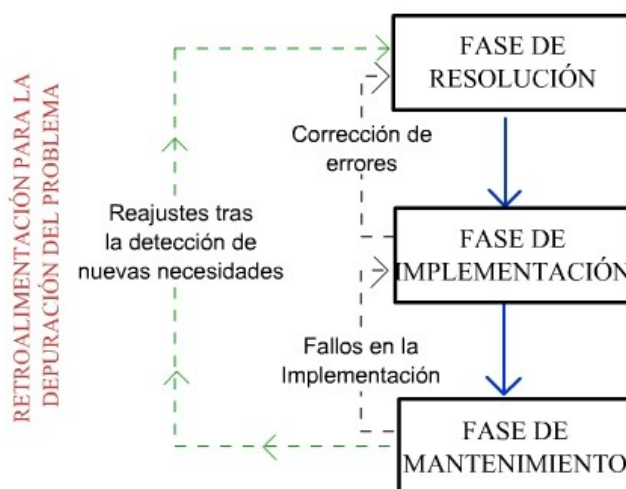 RETROALIMENTACIÓN PARA LA
DEPURACIÓN DEL PROBLEMA
FASE DE
RESOLUCIÓN
Corrección de
errores
Reajustes tras
la detección de
nuevas necesidades
FASE DE
IMPLEMENTACIÓN
Fallos en la
Implementación
FASE DE
MANTENIMIENTO